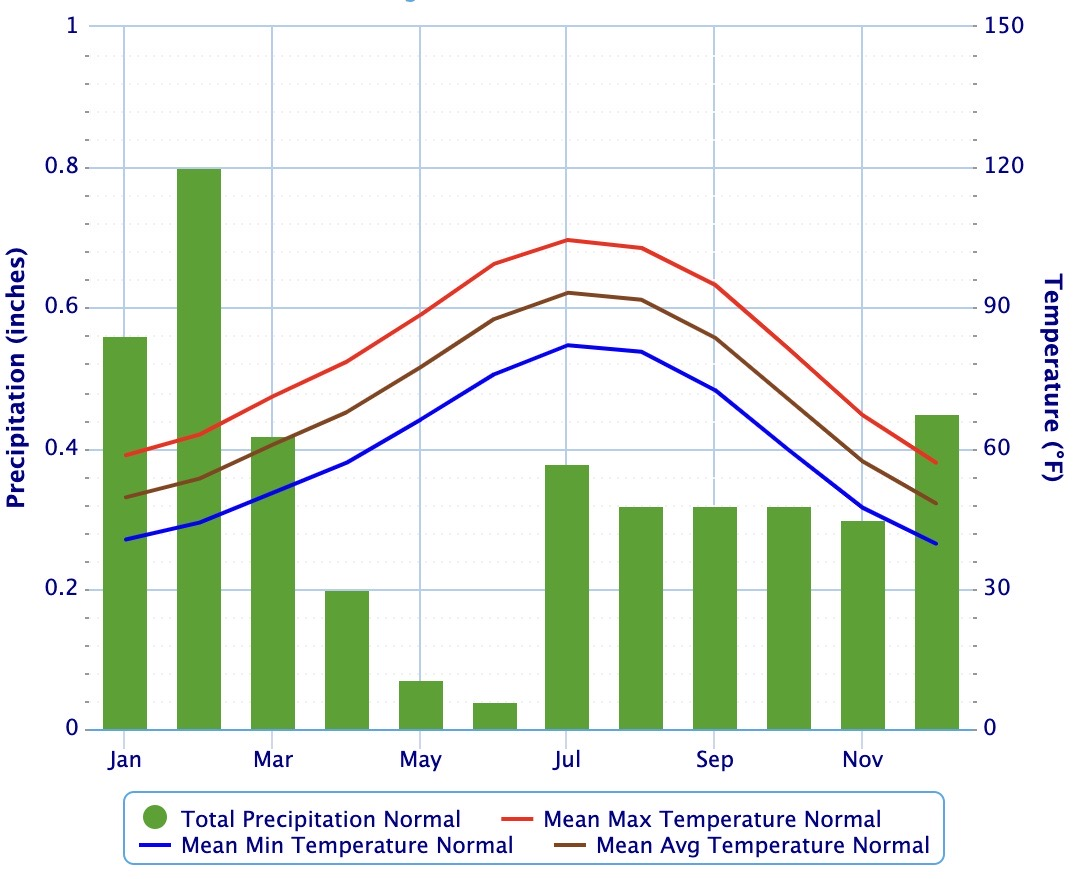 1
150
0.8
120
0.6
90
0.4
60
0.2
30
0
0
Precipitation (inches)
Temperature (°F)
Jan Mar May Jul Sep Nov
Total Precipitation Normal
Mean Max Temperature Normal
Mean Min Temperature Normal
Mean Avg Temperature Normal